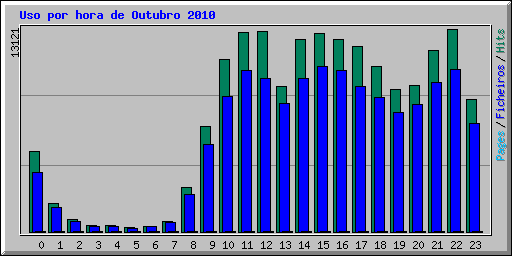 Uso por hora de Outubro 2010
13121
Pages / Ficheiros / Hits
0 1 2 3 4 5 6 7 8 9 10 11 12 13 14 15 16 17 18 19 20 21 22 23